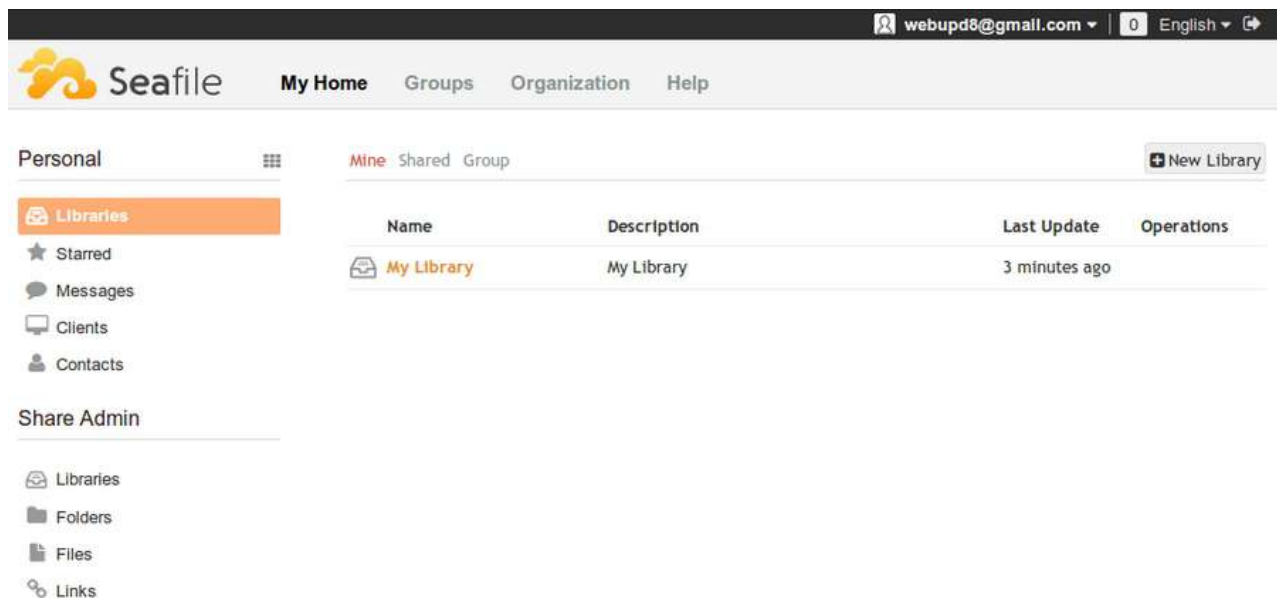 webupd8@gmail.com 0 English
Seafile My Home Groups Organization Help
Personal
Libraries
Starred
Messages
Clients
Contacts
Share Admin
Libraries
Folders
Files
Links
Mine Shared Group New Library
Name Description Last Update Operations
My Library My Library 3 minutes ago